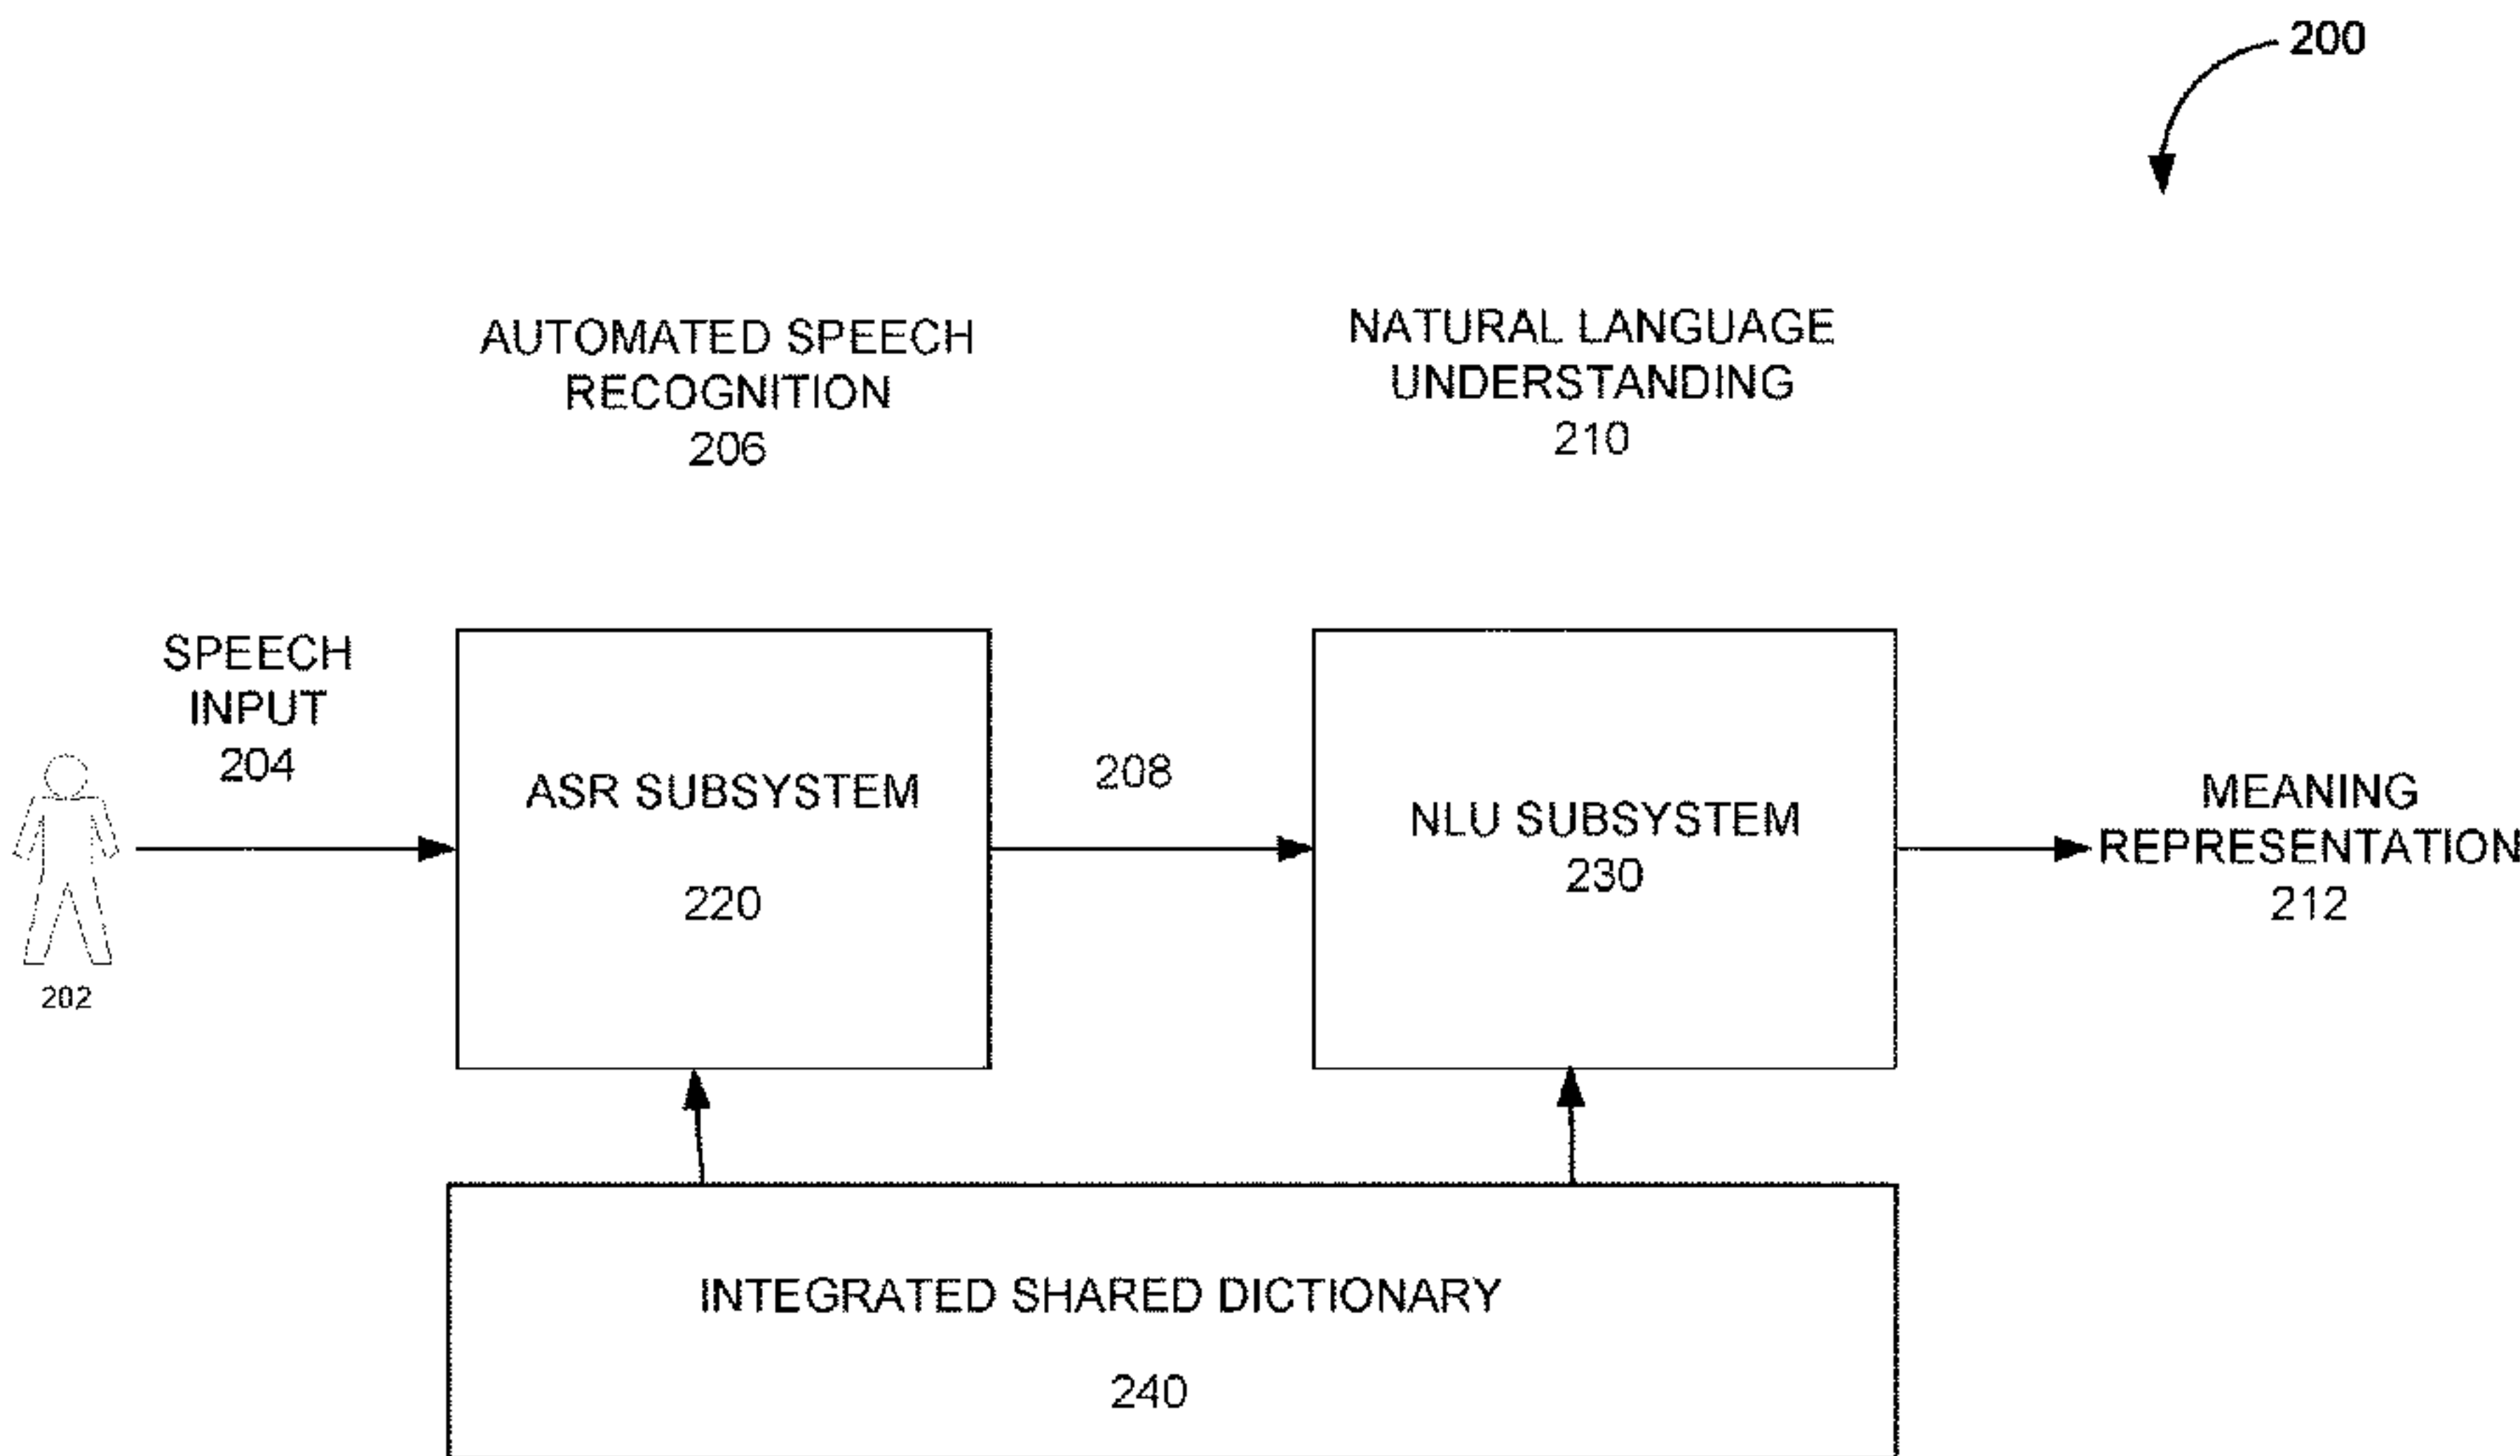 200
AUTOMATED SPEECH
RECOGNITION
206
NATURAL LANGUAGE
UNDERSTANDING
210
SPEECH
INPUT
204
202
ASR SUBSYSTEM
220
208
NLU SUBSYSTEM
230
MEANING
REPRESENTATION
212
INTEGRATED SHARED DICTIONARY
240